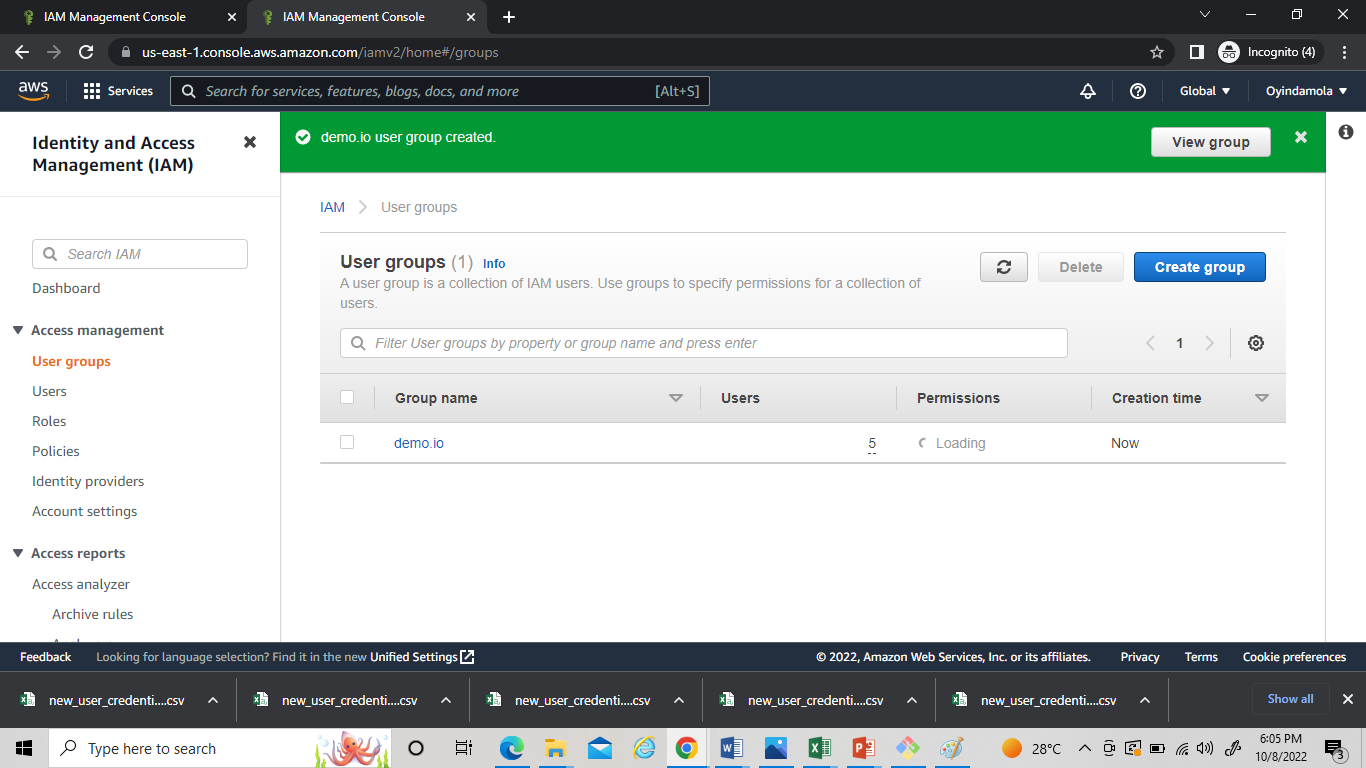 IAM Management Console
IAM Management Console
us-east-1.console.aws.amazon.com/iamv2/home#/groups
Incognito (4)
aws
Services
Search for services, features, blogs, docs, and more
[Alt+S]
Global
Oyindamola
Identity and Access
Management (IAM)
Search IAM
Dashboard
Access management
User groups
Users
Roles
Policies
Identity providers
Account settings
Access reports
Access analyzer
Archive rules
demo.io user group created.
View group
IAM
User groups
User groups (1) Info
A user group is a collection of IAM users. Use groups to specify permissions for a collection of
users.
Delete
Create group
Filter User groups by property or group name and press enter
1
Group name
Users
Permissions
Creation time
demo.io
5
Loading
Now
Feedback
Looking for language selection? Find it in the new Unified Settings
© 2022, Amazon Web Services, Inc. or its affiliates.
Privacy
Terms
Cookie preferences
new_user_credenti....csv
new_user_credenti....csv
new_user_credenti....csv
new_user_credenti....csv
new_user_credenti....csv
Show all
Type here to search
28°C
6:05 PM
10/8/2022
3